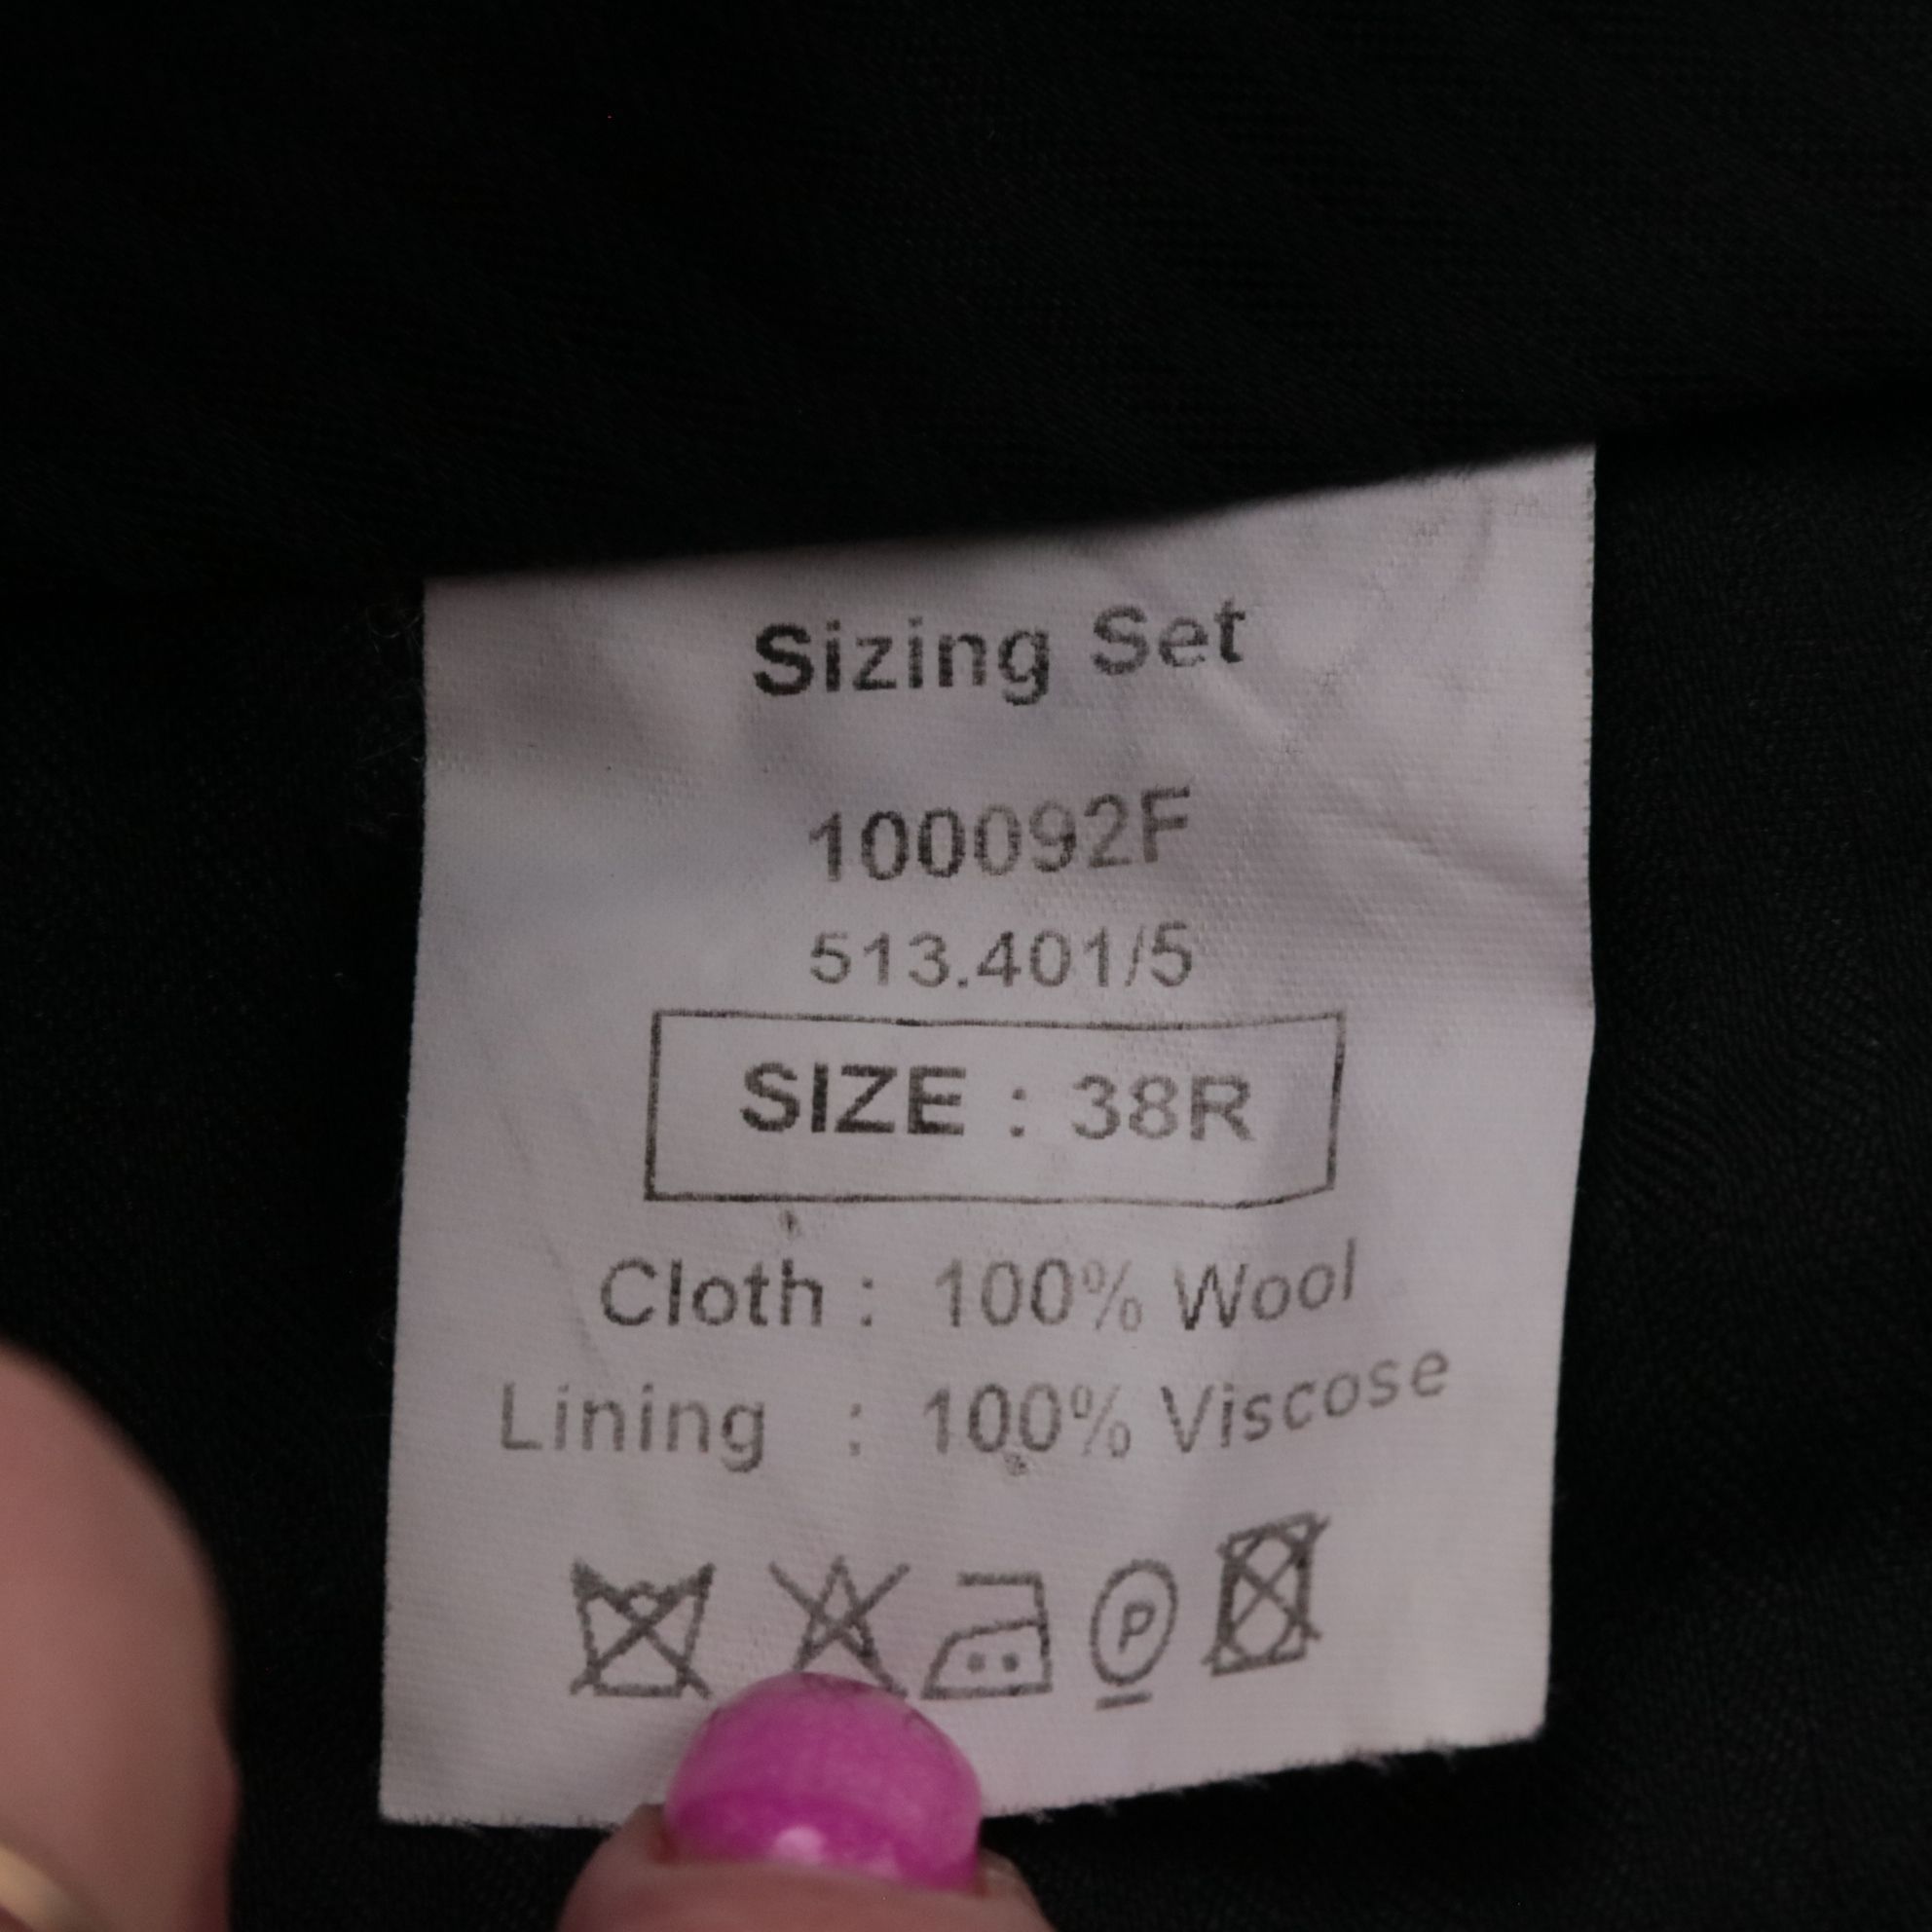 Sizing Set
100092F
513.401/5
SIZE : 38R
Cloth : 100% Wool
Lining : 100% Viscose
P